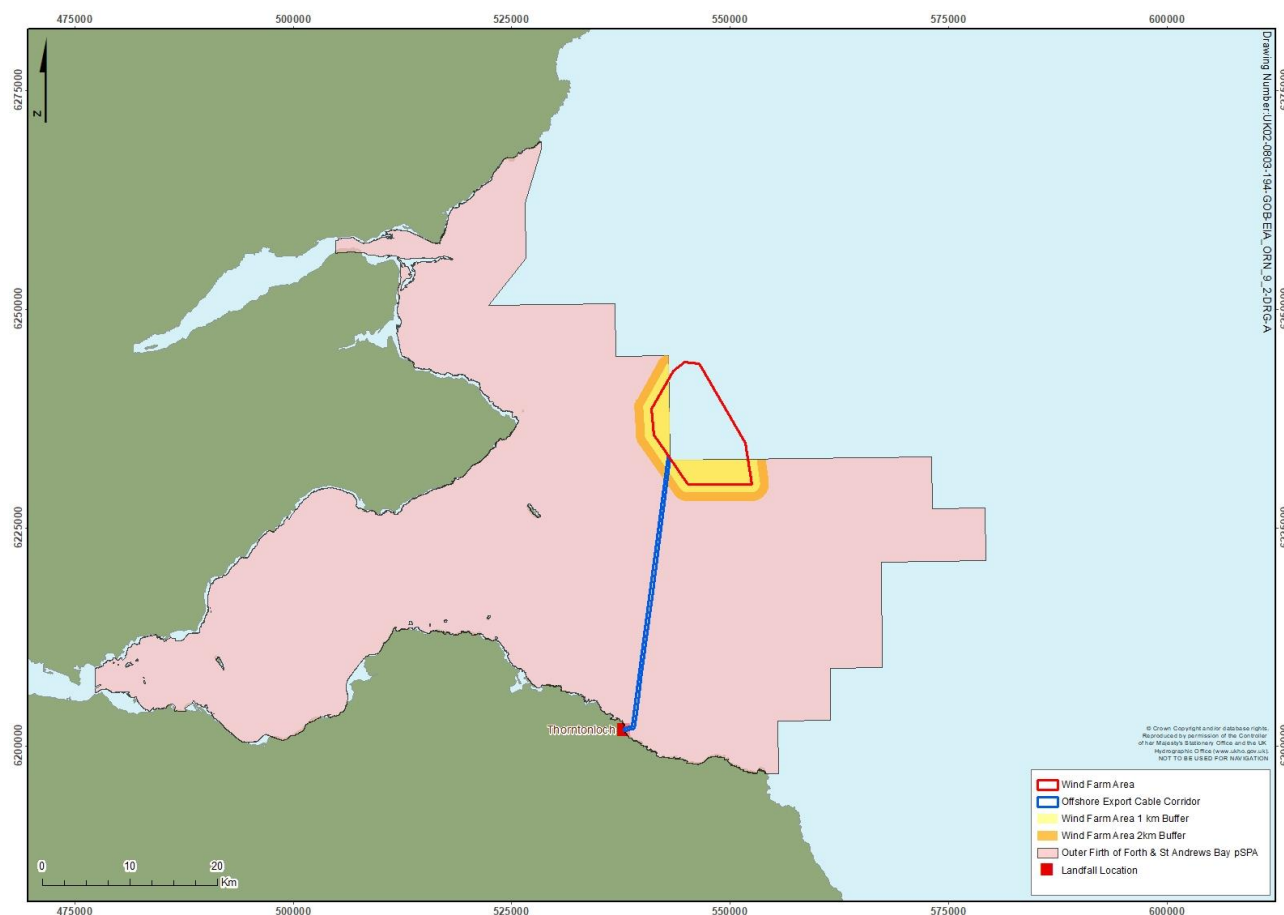 475000 500000 525000 550000 575000 600000
6275000
6250000
6225000
6200000
N
Drawing Number:UK02-0803-194-GOB-EIA_ORN_9_2-DRG-A
6275000
6250000
6225000
6200000
Thorntonloch
0 10 20
Km
© Crown Copyright and/or database rights.
Reproduced by permission of the Controller
of her Majesty's Stationery Office and the UK
Hydrographic Office (www.ukho.gov.uk).
NOT TO BE USED FOR NAVIGATION
Wind Farm Area
Offshore Export Cable Corridor
Wind Farm Area 1 km Buffer
Wind Farm Area 2km Buffer
Outer Firth of Forth & St Andrews Bay pSPA
Landfall Location
475000 500000 525000 550000 575000 600000